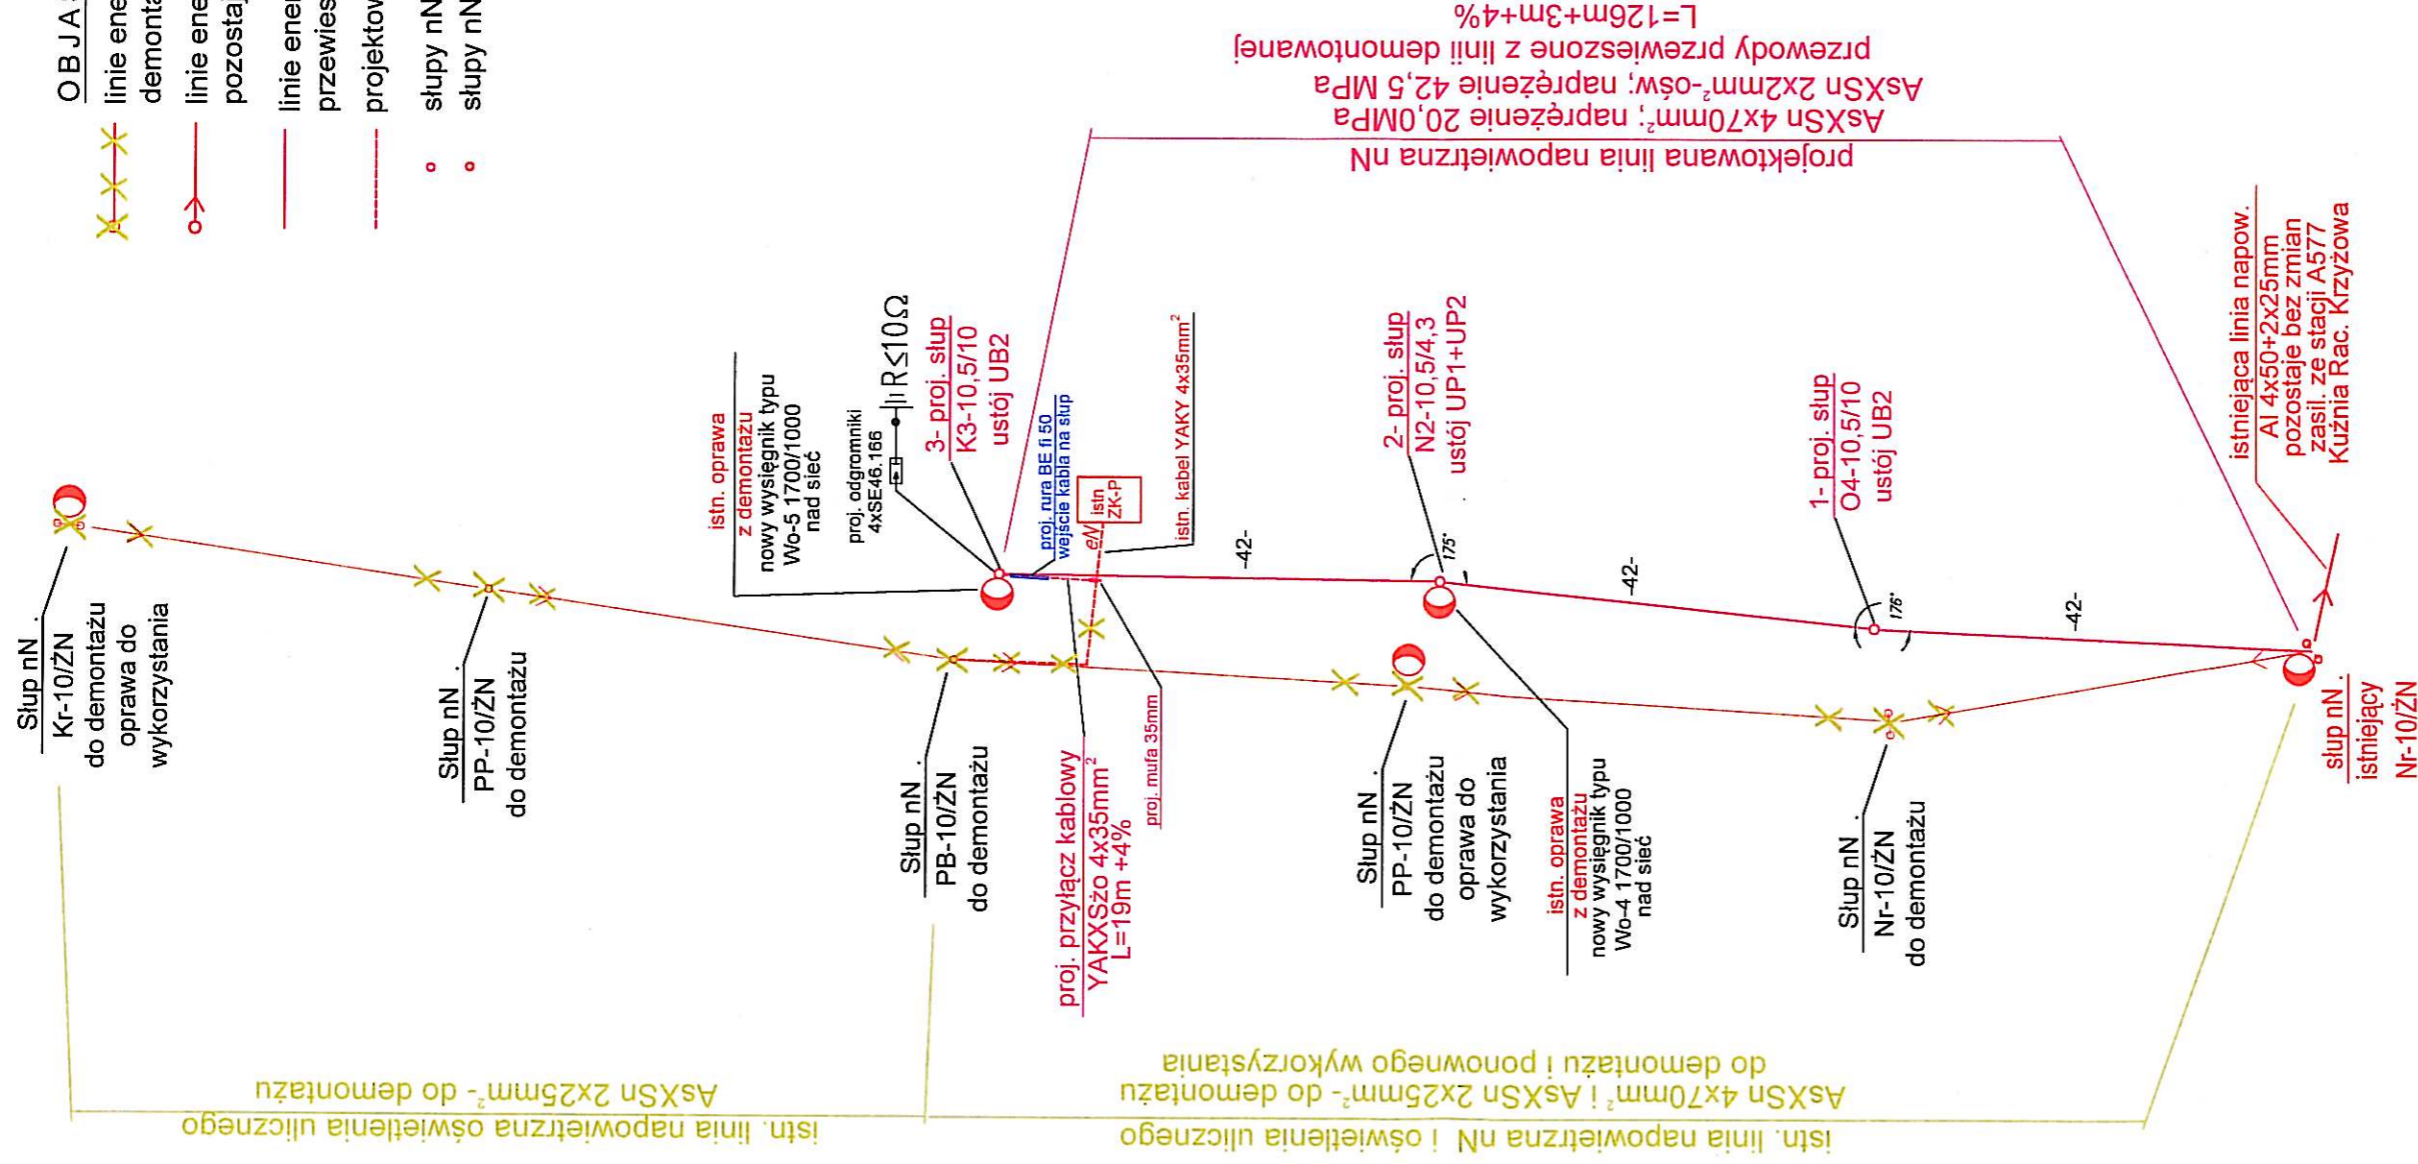 OBJAS
linie ene
demonta
linie ene
pozostaj
linie ener
przewies
projektow
słupy nN
słupy nN
projektowana linia napowietrzna nN
AsXSn 4x70mm²; naprężenie 20,0MPa
AsXSn 2x2mm²-ośw; naprężenie 42,5 MPa
przewody przewieszone z linii demontowanej
L=126m+3m+4%
Słup nN .
Kr-10/ŻN
do demontażu
oprawa do
wykorzystania
Słup nN .
PP-10/ŻN
do demontażu
istn. oprawa
z demontażu
nowy wysięgnik typu
Wo-5 1700/1000
nad sieć
proj. odgromniki
4xSE46.166
R≤10Ω
3- proj. słup
K3-10,5/10
ustój UB2
proj. rura BE fi 50
wejście kabla na słup
eN
istn
ZK-P
istn. kabel YAKY 4x35mm²
Słup nN .
PB-10/ŻN
do demontażu
proj. przyłącz kablowy
YAKXSżo 4x35mm²
L=19m +4%
proj. mufa 35mm
-42-
2- proj. słup
N2-10,5/4,3
ustój UP1+UP2
175°
Słup nN .
PP-10/ŻN
do demontażu
oprawa do
wykorzystania
istn. oprawa
z demontażu
nowy wysięgnik typu
Wo-4 1700/1000
nad sieć
-42-
1- proj. słup
O4-10,5/10
ustój UB2
176°
Słup nN .
Nr-10/ŻN
do demontażu
-42-
istniejąca linia napow.
Al 4x50+2x25mm
pozostaje bez zmian
zasil. ze stacji A577
Kuźnia Rac. Krzyżowa
słup nN .
istniejący
Nr-10/ŻN
istn. linia napowietrzna oświetlenia ulicznego
AsXSn 2x25mm²- do demontażu
istn. linia napowietrzna nN i oświetlenia ulicznego
AsXSn 4x70mm² i AsXSn 2x25mm²- do demontażu
do demontażu i ponownego wykorzystania